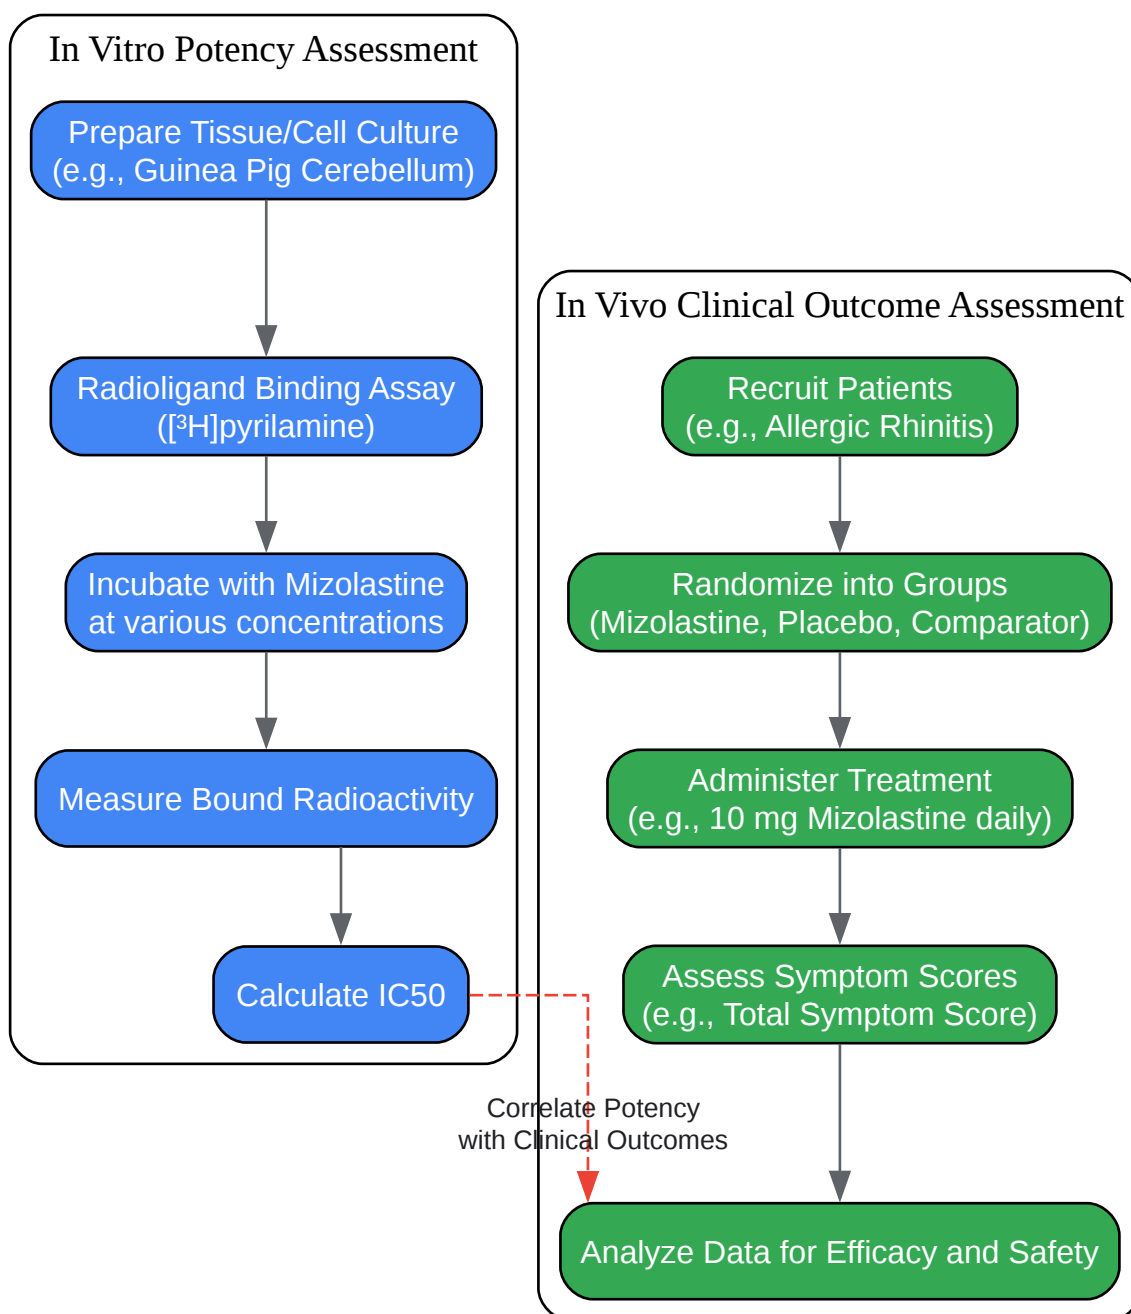 In Vitro Potency Assessment
Prepare Tissue/Cell Culture
(e.g., Guinea Pig Cerebellum)
Radioligand Binding Assay
([³H]pyrilamine)
Incubate with Mizolastine
at various concentrations
Measure Bound Radioactivity
Calculate IC50
In Vivo Clinical Outcome Assessment
Recruit Patients
(e.g., Allergic Rhinitis)
Randomize into Groups
(Mizolastine, Placebo, Comparator)
Administer Treatment
(e.g., 10 mg Mizolastine daily)
Assess Symptom Scores
(e.g., Total Symptom Score)
Correlate Potency
with Clinical Outcomes
Analyze Data for Efficacy and Safety